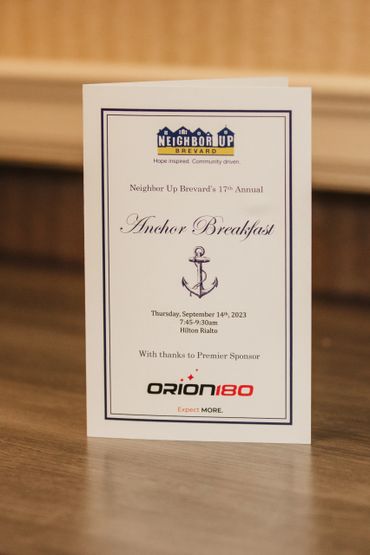 NEIGHBOR UP
BREVARD
Hope inspired. Community driven.
Neighbor Up Brevard's 17th Annual
Anchor Breakfast
Thursday, September 14th, 2023
7:45-9:30am
Hilton Rialto
With thanks to Premier Sponsor
ORION180
Expect MORE.